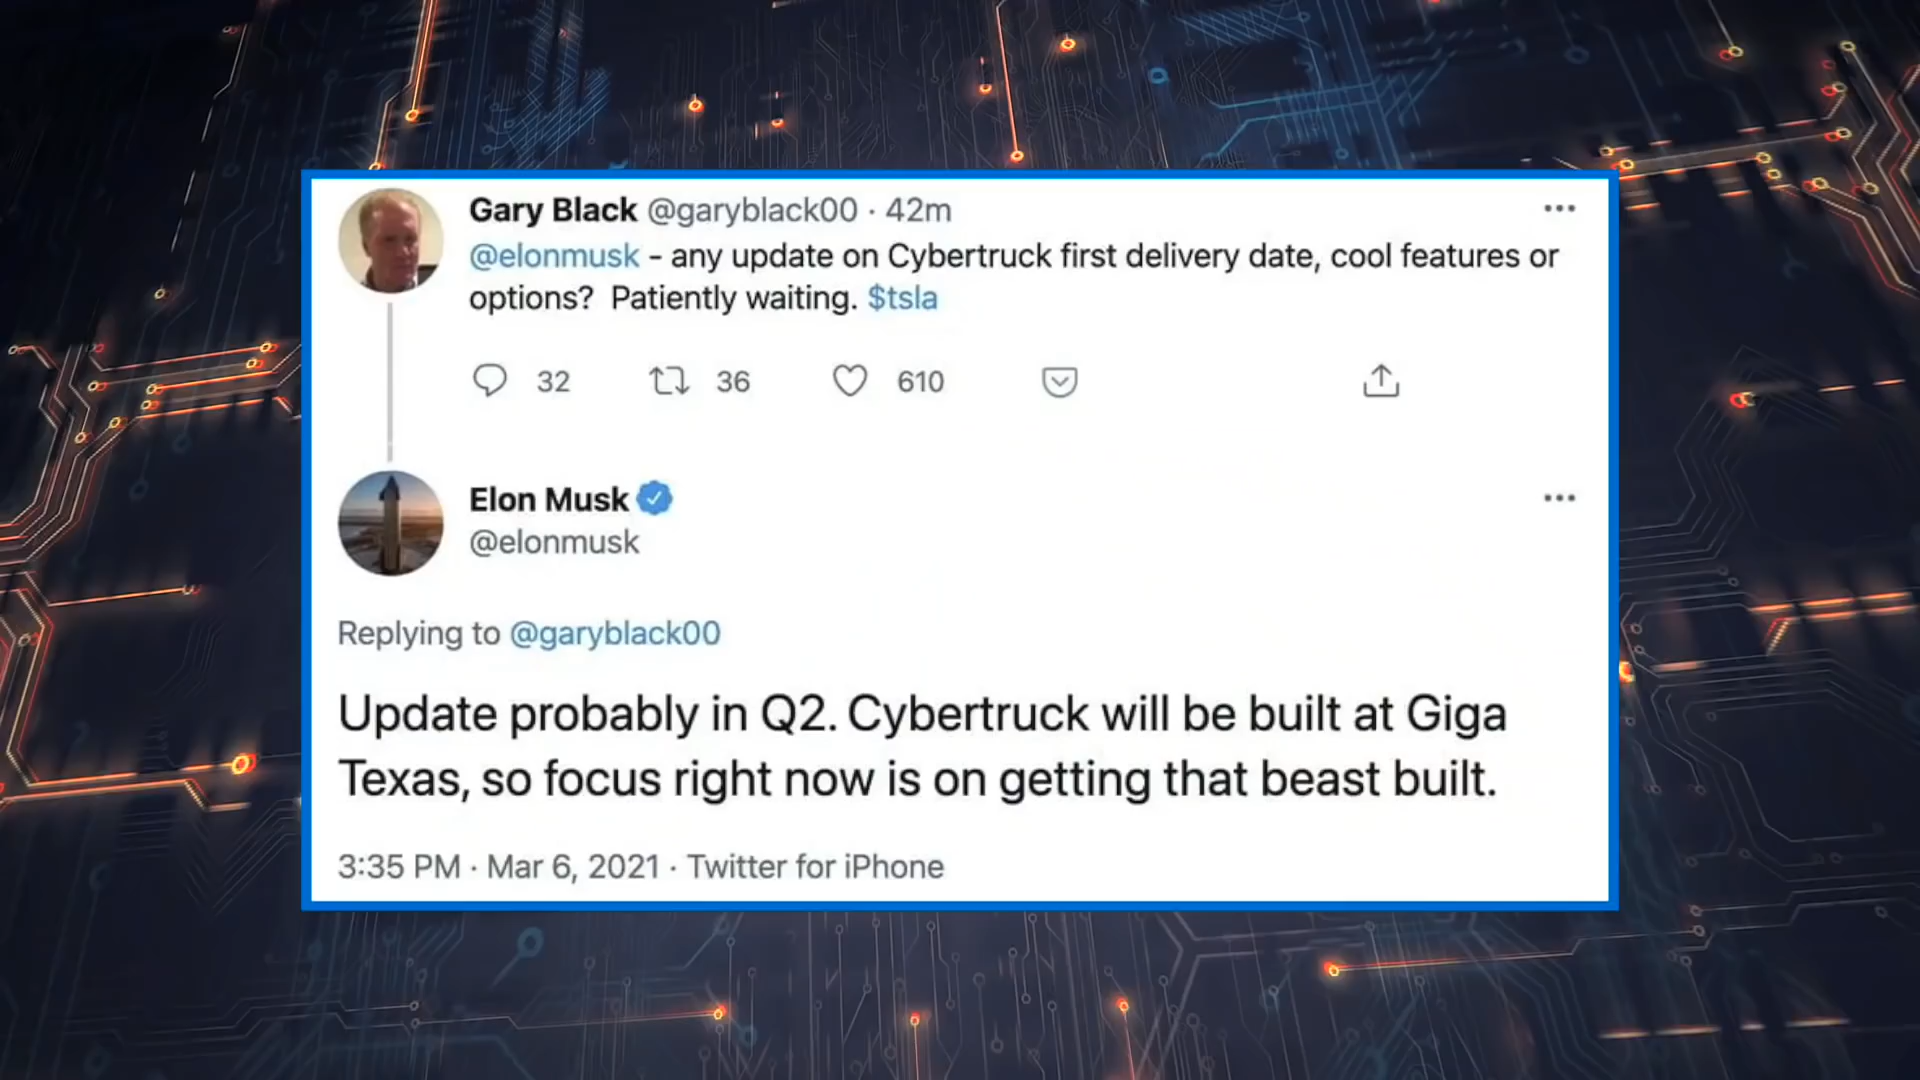 Gary Black @garyblack00 · 42m
@elonmusk - any update on Cybertruck first delivery date, cool features or
options?  Patiently waiting. $tsla
32 36 610
Elon Musk
@elonmusk
Replying to @garyblack00
Update probably in Q2. Cybertruck will be built at Giga
Texas, so focus right now is on getting that beast built.
3:35 PM · Mar 6, 2021 · Twitter for iPhone